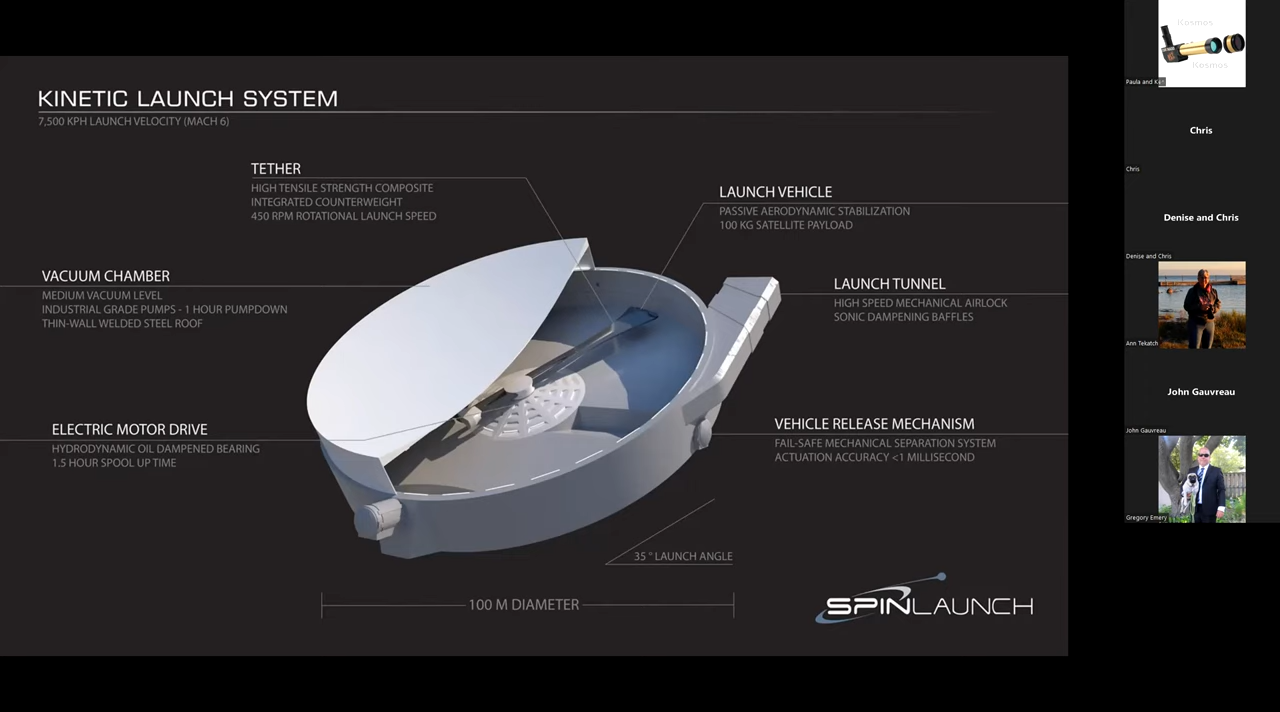 KINETIC LAUNCH SYSTEM
7,500 KPH LAUNCH VELOCITY (MACH 6)
TETHER
HIGH TENSILE STRENGTH COMPOSITE
INTEGRATED COUNTERWEIGHT
450 RPM ROTATIONAL LAUNCH SPEED
LAUNCH VEHICLE
PASSIVE AERODYNAMIC STABILIZATION
100 KG SATELLITE PAYLOAD
VACUUM CHAMBER
MEDIUM VACUUM LEVEL
INDUSTRIAL GRADE PUMPS - 1 HOUR PUMPDOWN
THIN-WALL WELDED STEEL ROOF
LAUNCH TUNNEL
HIGH SPEED MECHANICAL AIRLOCK
SONIC DAMPENING BAFFLES
ELECTRIC MOTOR DRIVE
HYDRODYNAMIC OIL DAMPENED BEARING
1.5 HOUR SPOOL UP TIME
VEHICLE RELEASE MECHANISM
FAIL-SAFE MECHANICAL SEPARATION SYSTEM
ACTUATION ACCURACY <1 MILLISECOND
35 ° LAUNCH ANGLE
100 M DIAMETER
SPINLAUNCH
Kosmos
Kosmos
Paula and
Chris
Chris
Denise and Chris
Denise and Chris
Ann Tekatch
John Gauvreau
John Gauvreau
Gregory Emery